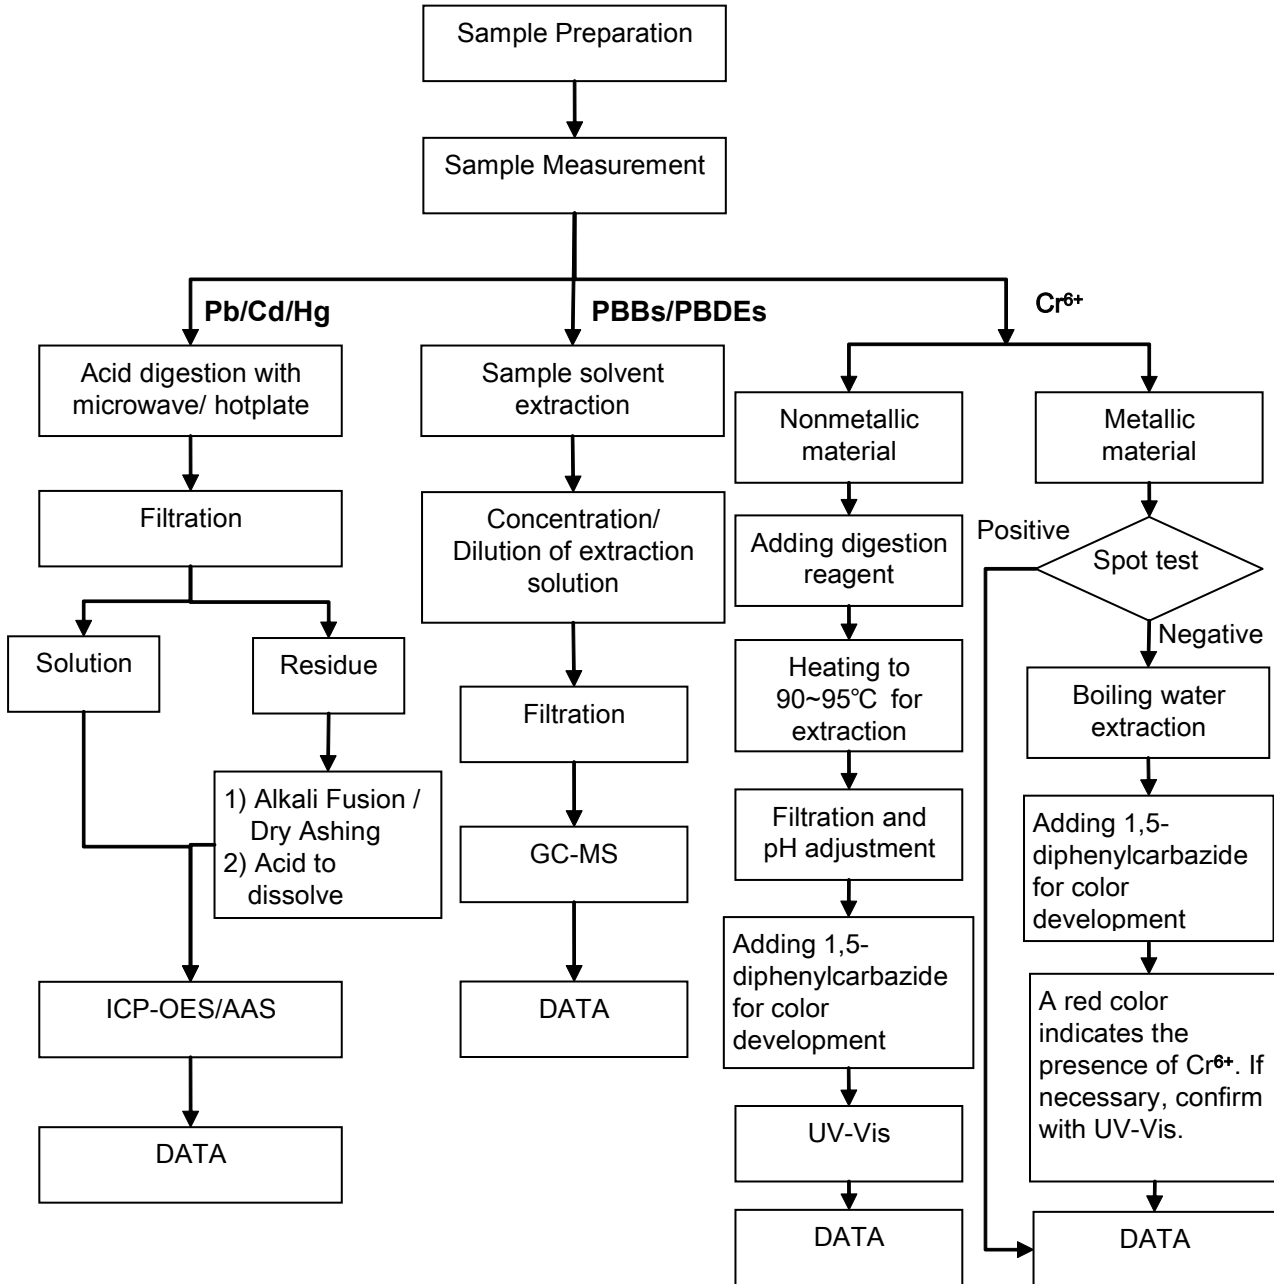 Sample Preparation
Sample Measurement
Pb/Cd/Hg
PBBs/PBDEs
Cr⁶⁺
Acid digestion with
microwave/ hotplate
Filtration
Solution
Residue
1) Alkali Fusion /
Dry Ashing
2) Acid to
dissolve
ICP-OES/AAS
DATA
Sample solvent
extraction
Concentration/
Dilution of extraction
solution
Filtration
GC-MS
DATA
Nonmetallic
material
Adding digestion
reagent
Heating to
90~95℃ for
extraction
Filtration and
pH adjustment
Adding 1,5-
diphenylcarbazide
for color
development
UV-Vis
DATA
Metallic
material
Positive
Spot test
Negative
Boiling water
extraction
Adding 1,5-
diphenylcarbazide
for color
development
A red color
indicates the
presence of Cr⁶⁺. If
necessary, confirm
with UV-Vis.
DATA